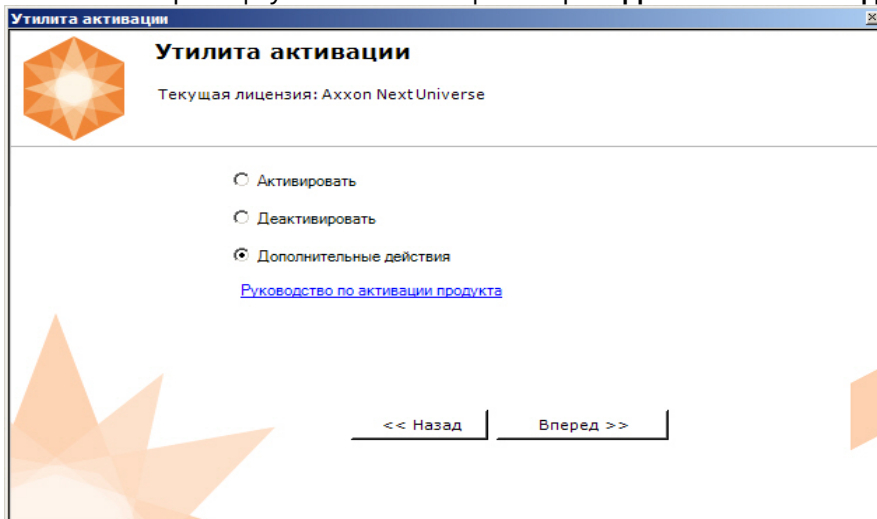 Утилита активации
Утилита активации
Текущая лицензия: Axxon Next Universe
Активировать
Деактивировать
Дополнительные действия
Руководство по активации продукта
<< Назад
Вперед >>